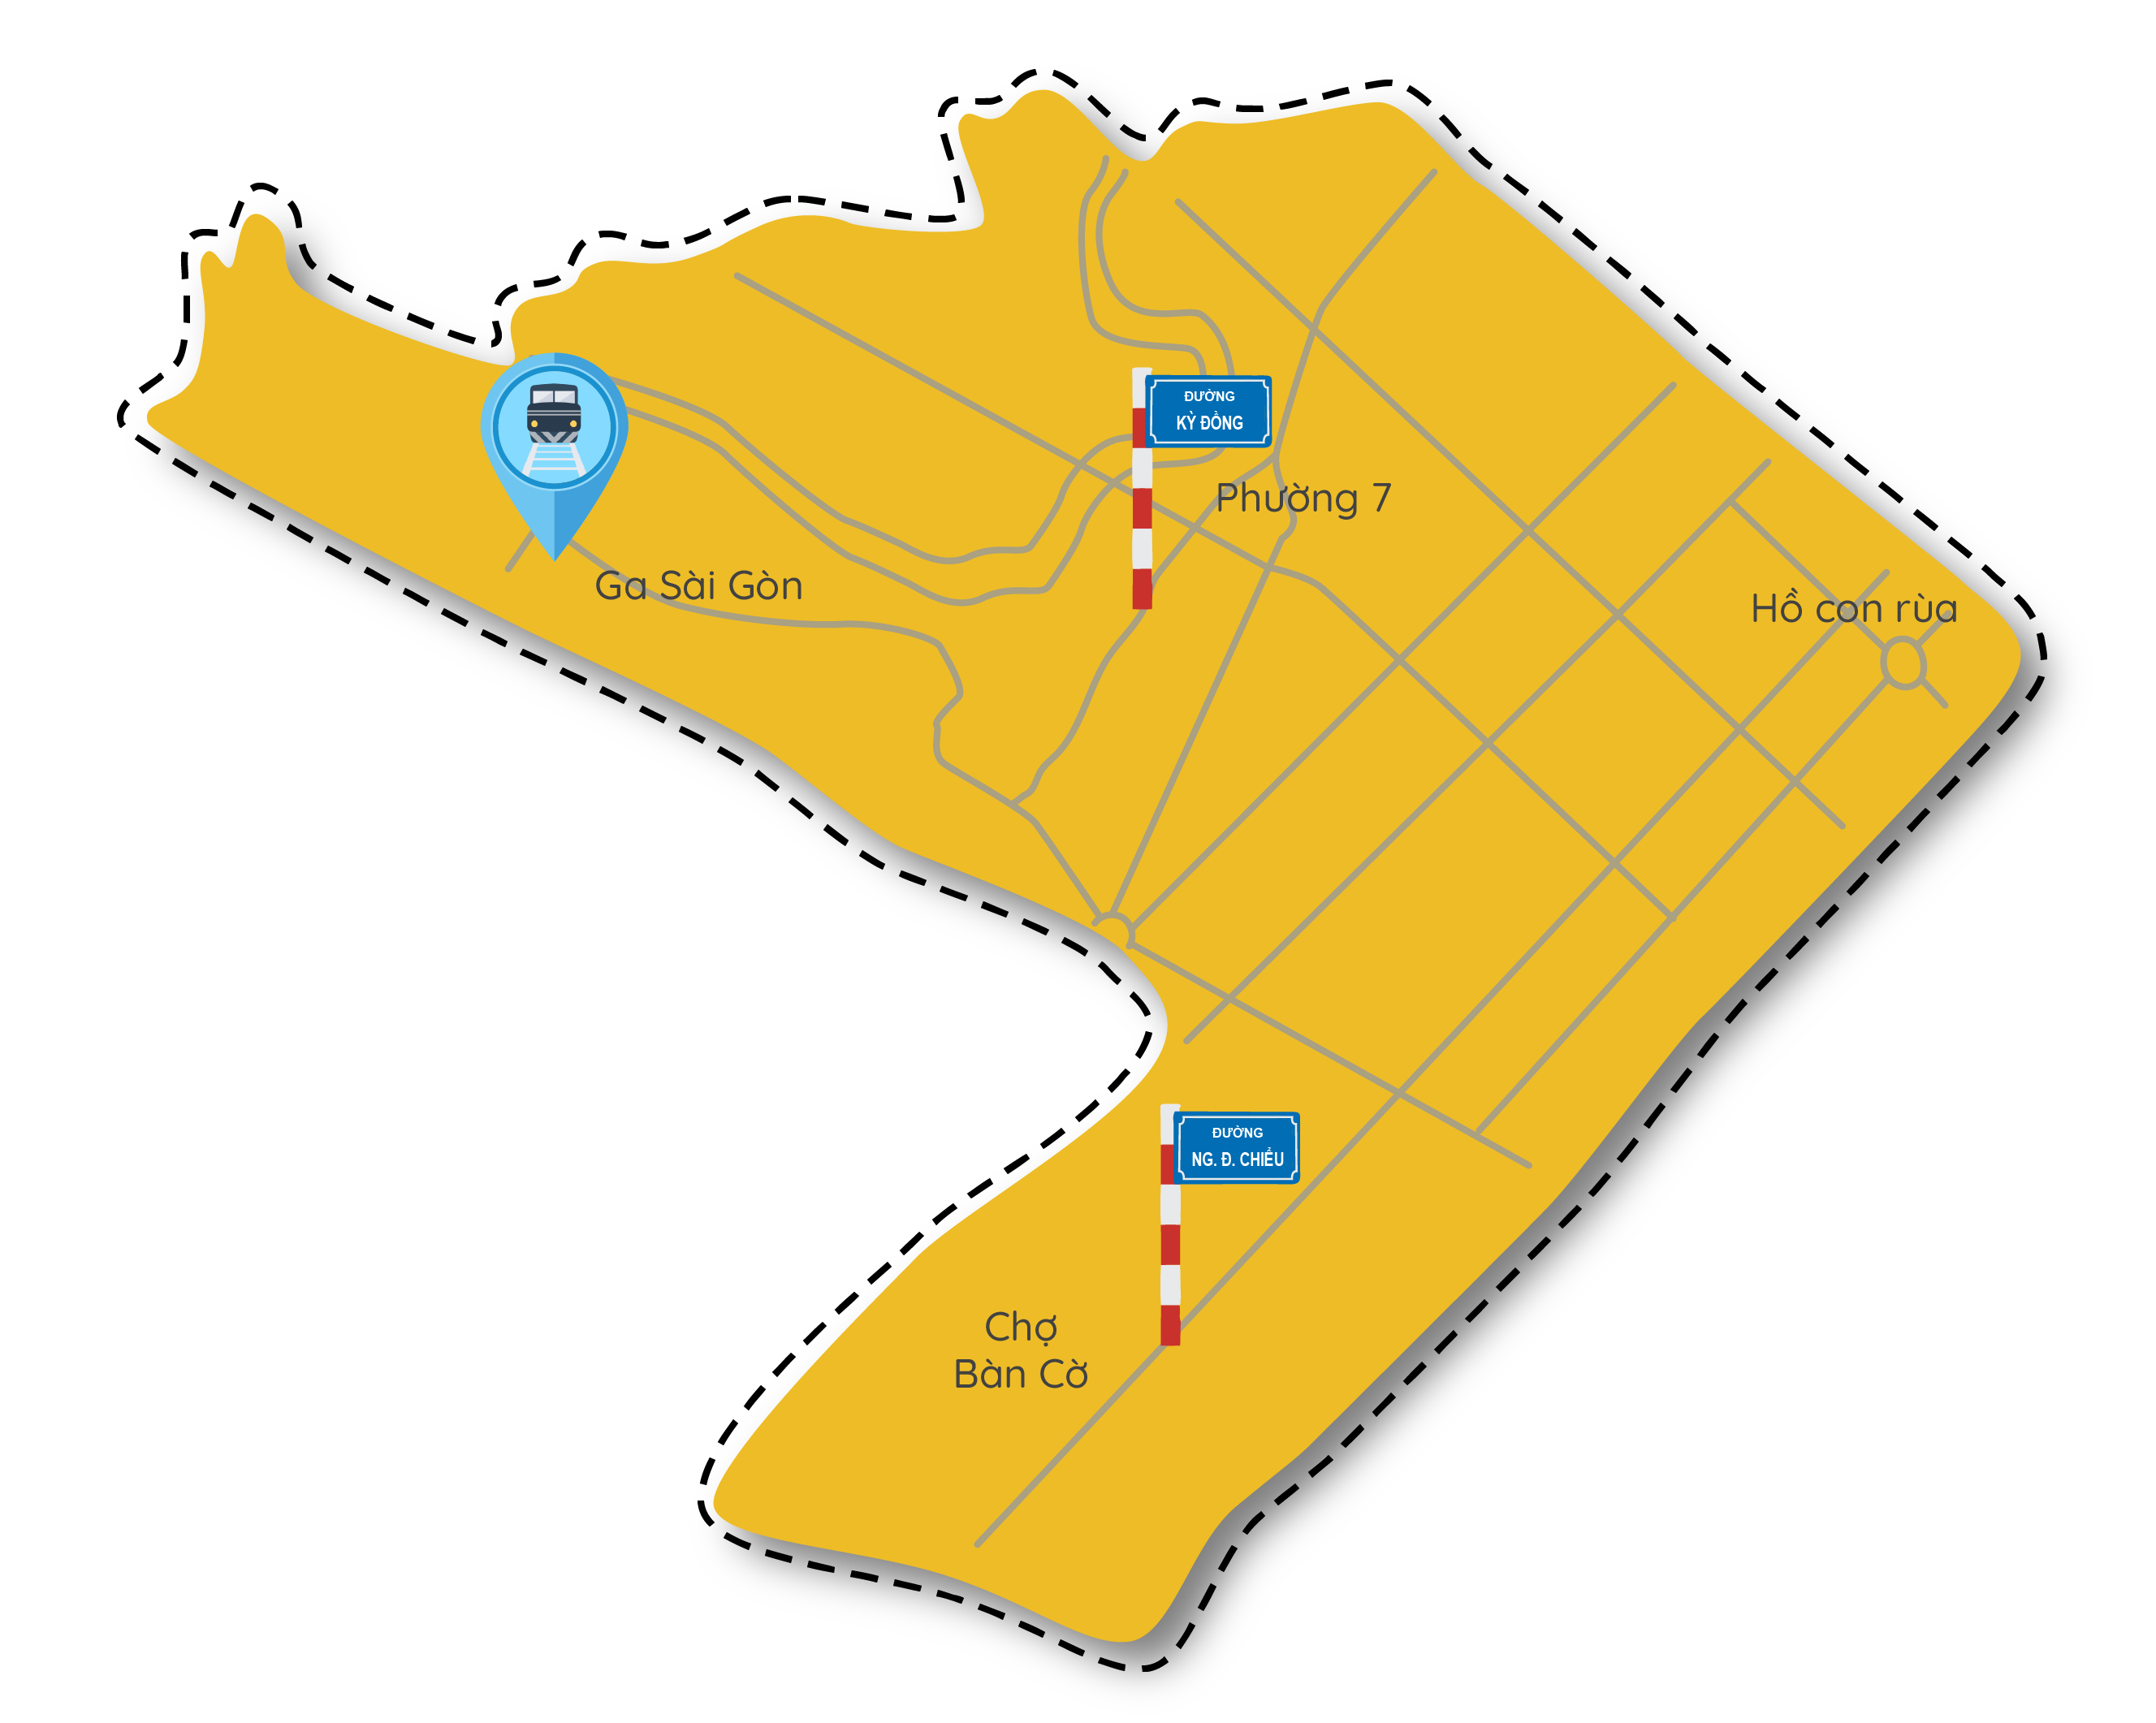 ĐƯỜNG
KỲ ĐỒNG
Phường 7
Ga Sài Gòn
Hồ con rùa
ĐƯỜNG
NG. Đ. CHIỂU
Chợ
Bàn Cờ